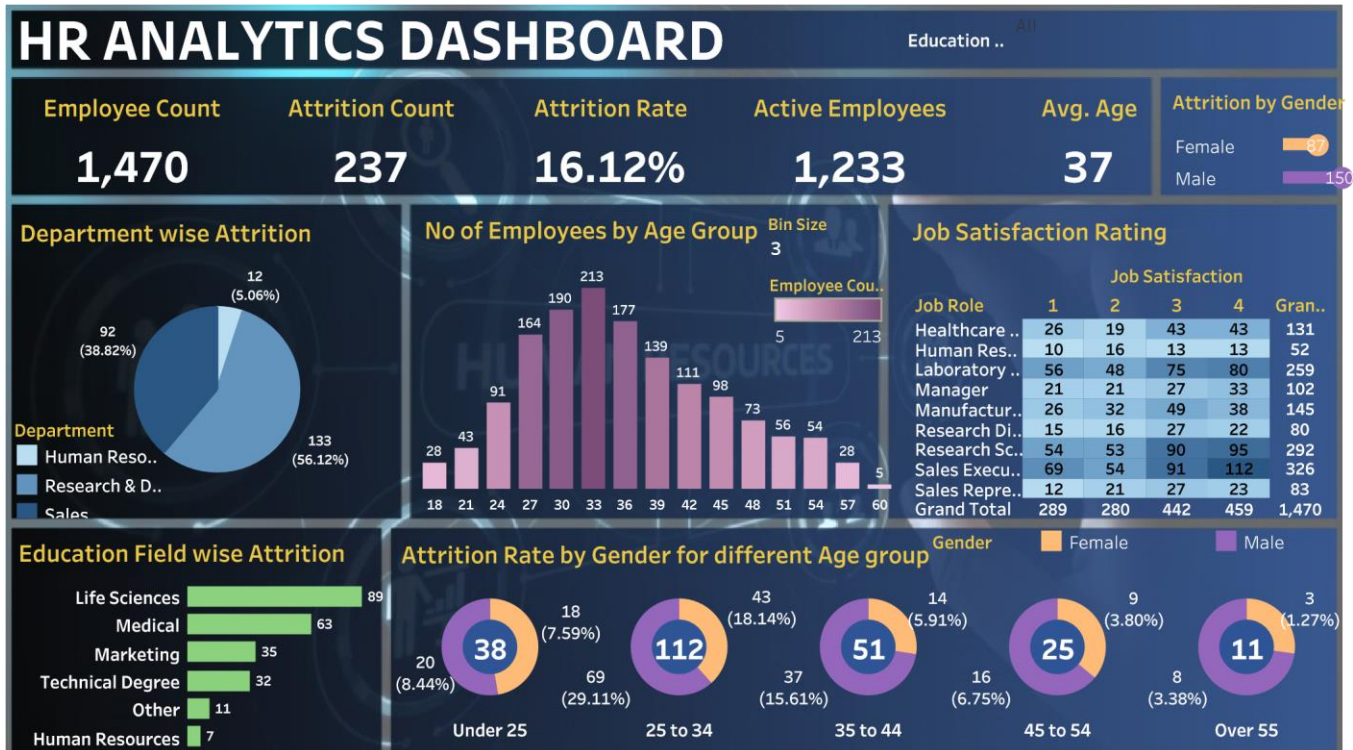 HR ANALYTICS DASHBOARD
Education ..
All
Employee Count
1,470
Attrition Count
237
Attrition Rate
16.12%
Active Employees
1,233
Avg. Age
37
Attrition by Gender
Female 87
Male 150
Department wise Attrition
12
(5.06%)
92
(38.82%)
133
(56.12%)
Department
Human Reso..
Research & D..
Sales
No of Employees by Age Group
Bin Size
3
Employee Cou..
5 213
28 43 91 164 190 213 177 139 111 98 73 56 54 28 5
18 21 24 27 30 33 36 39 42 45 48 51 54 57 60
HUMAN RESOURCES
Job Satisfaction Rating
Job Satisfaction
Job Role 1 2 3 4 Gran..
Healthcare .. 26 19 43 43 131
Human Res.. 10 16 13 13 52
Laboratory .. 56 48 75 80 259
Manager 21 21 27 33 102
Manufactur.. 26 32 49 38 145
Research Di.. 15 16 27 22 80
Research Sc.. 54 53 90 95 292
Sales Execu.. 69 54 91 112 326
Sales Repre.. 12 21 27 23 83
Grand Total 289 280 442 459 1,470
Education Field wise Attrition
Life Sciences 89
Medical 63
Marketing 35
Technical Degree 32
Other 11
Human Resources 7
Attrition Rate by Gender for different Age group
Gender
Female
Male
38
18
(7.59%)
20
(8.44%)
Under 25
112
43
(18.14%)
69
(29.11%)
25 to 34
51
14
(5.91%)
37
(15.61%)
35 to 44
25
9
(3.80%)
16
(6.75%)
45 to 54
11
3
(1.27%)
8
(3.38%)
Over 55